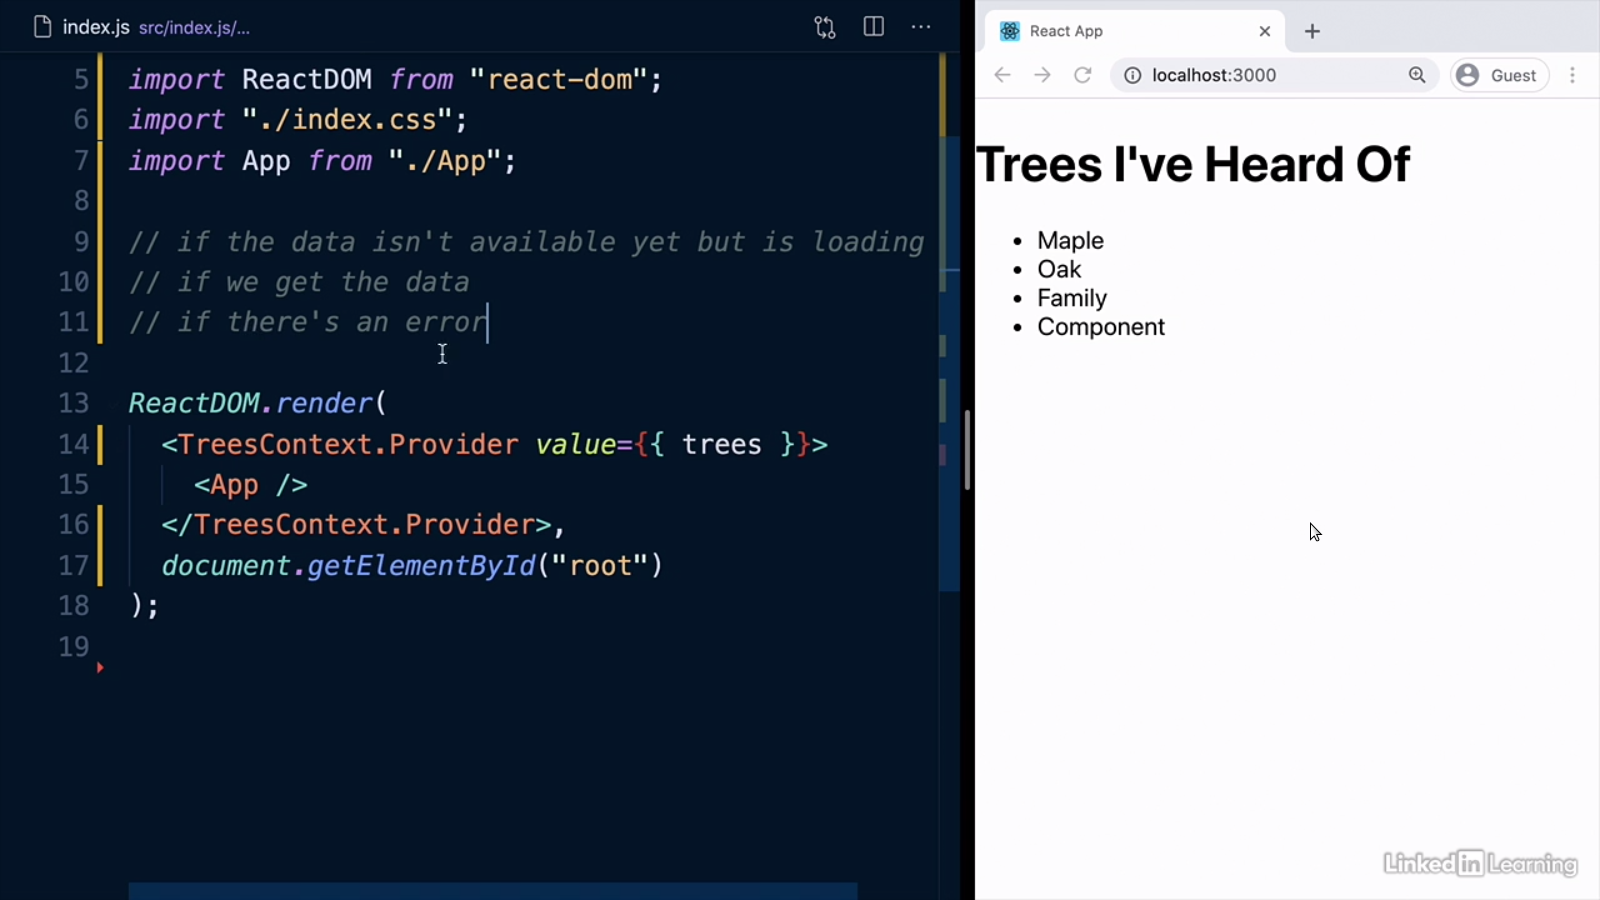 index.js src/index.js/...
5 import ReactDOM from "react-dom";
6 import "./index.css";
7 import App from "./App";
8
9 // if the data isn't available yet but is loading
10 // if we get the data
11 // if there's an error
12
13 ReactDOM.render(
14 <TreesContext.Provider value={{ trees }}>
15 <App />
16 </TreesContext.Provider>,
17 document.getElementById("root")
18 );
19
React App
localhost:3000
Guest
Trees I've Heard Of
• Maple
• Oak
• Family
• Component
Linked in Learning